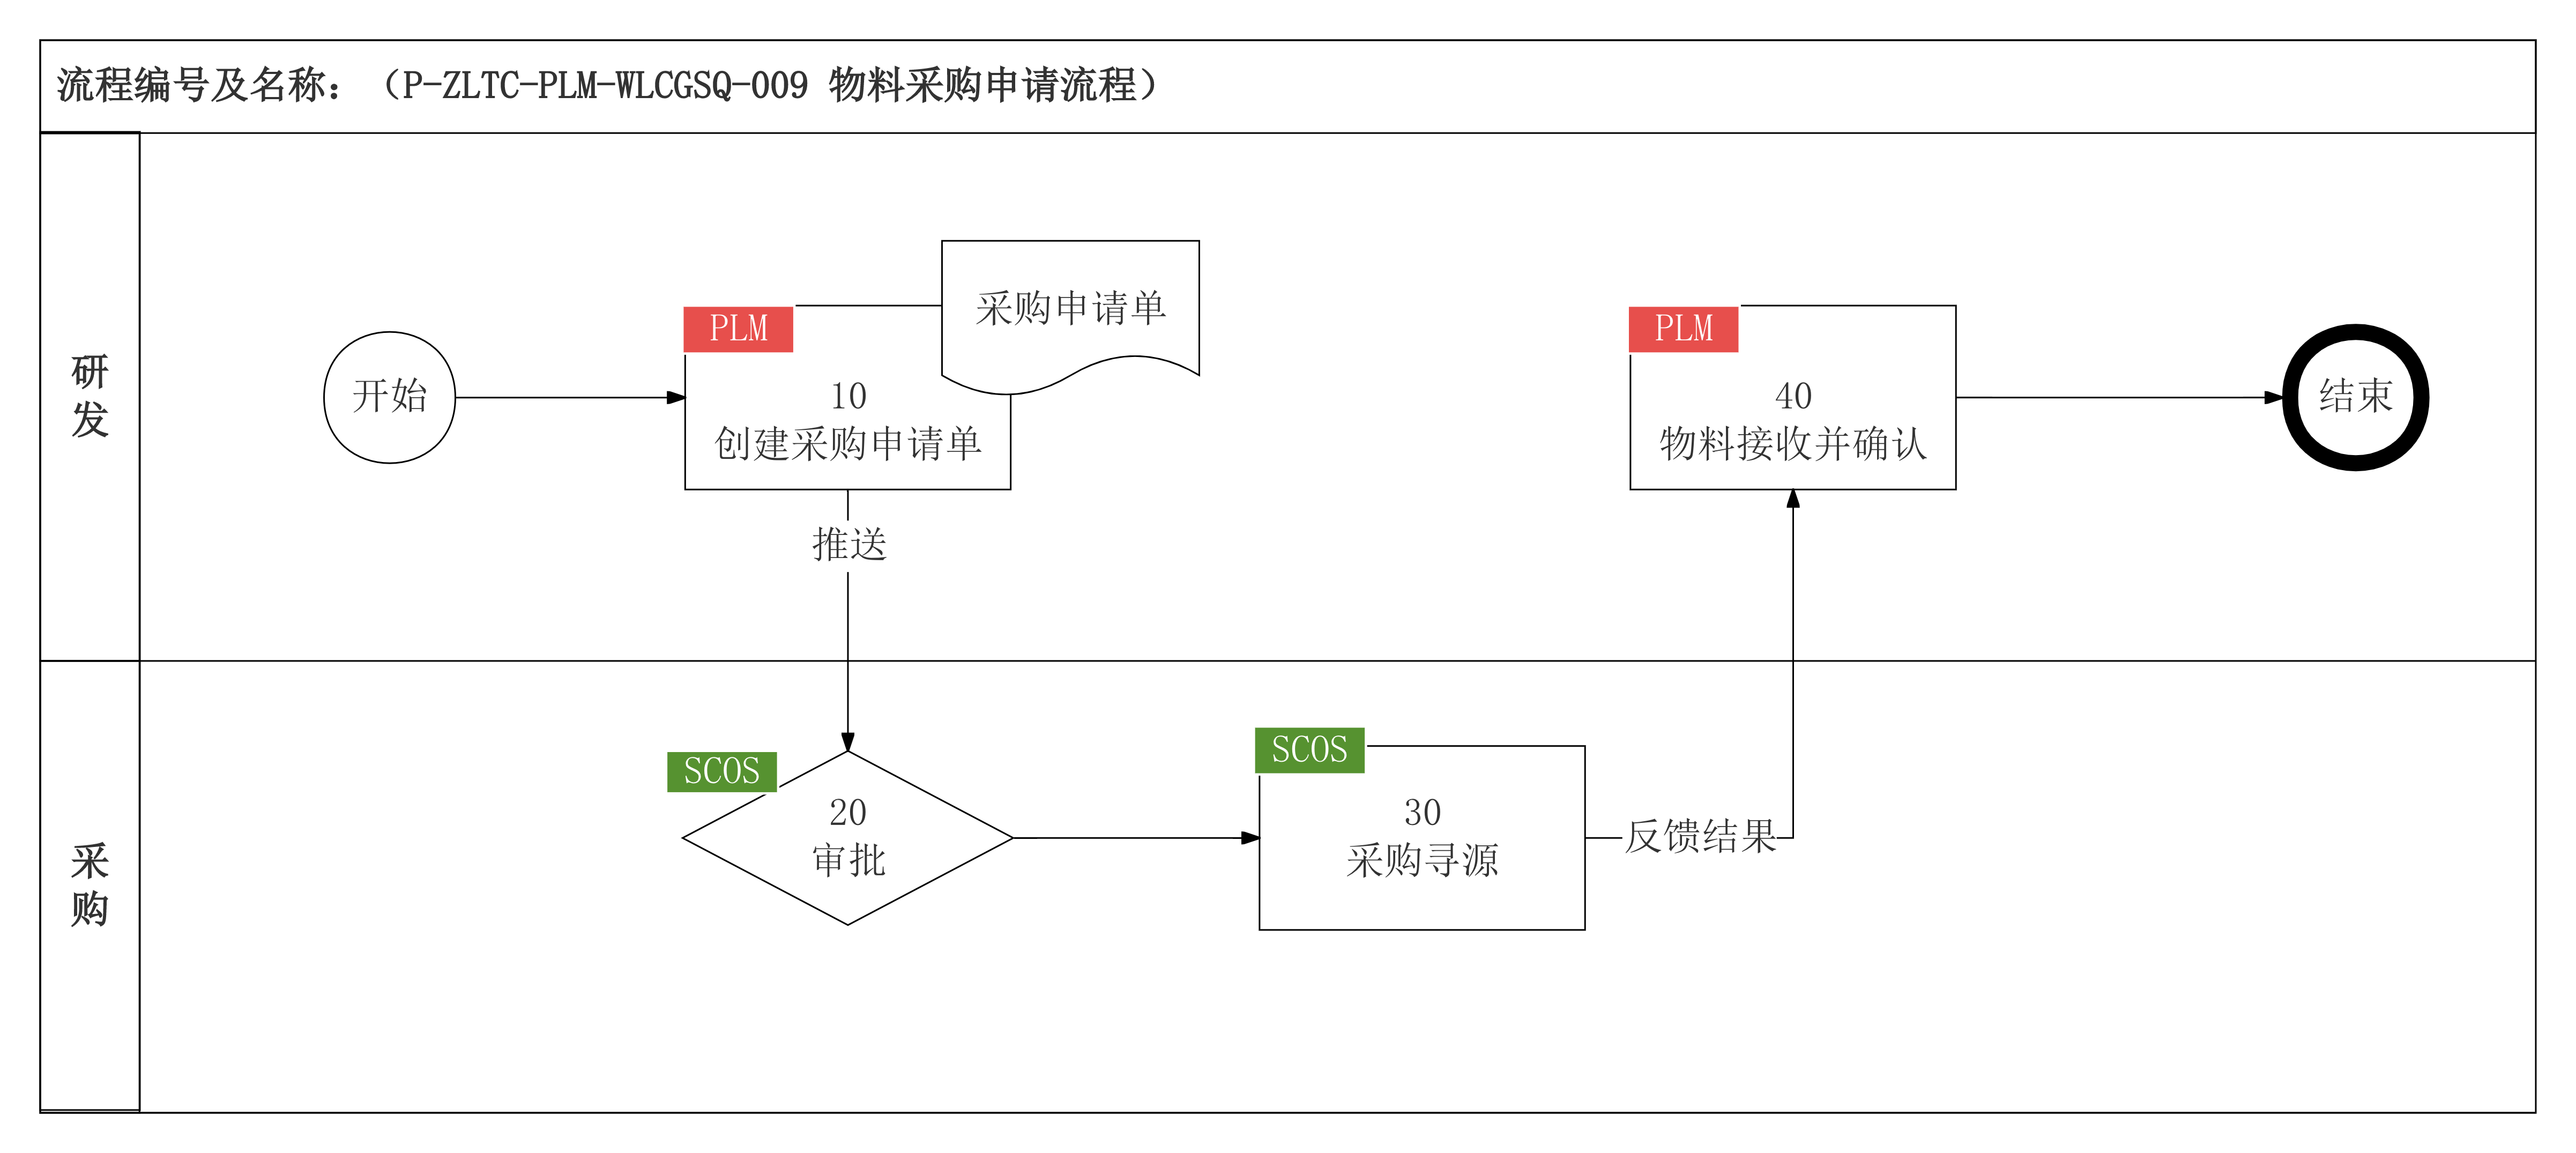 流程编号及名称：（P-ZLTC-PLM-WLCGSQ-009 物料采购申请流程）
研
发
开始
PLM
10
创建采购申请单
采购申请单
推送
PLM
40
物料接收并确认
结束
采
购
SCOS
20
审批
SCOS
30
采购寻源
反馈结果